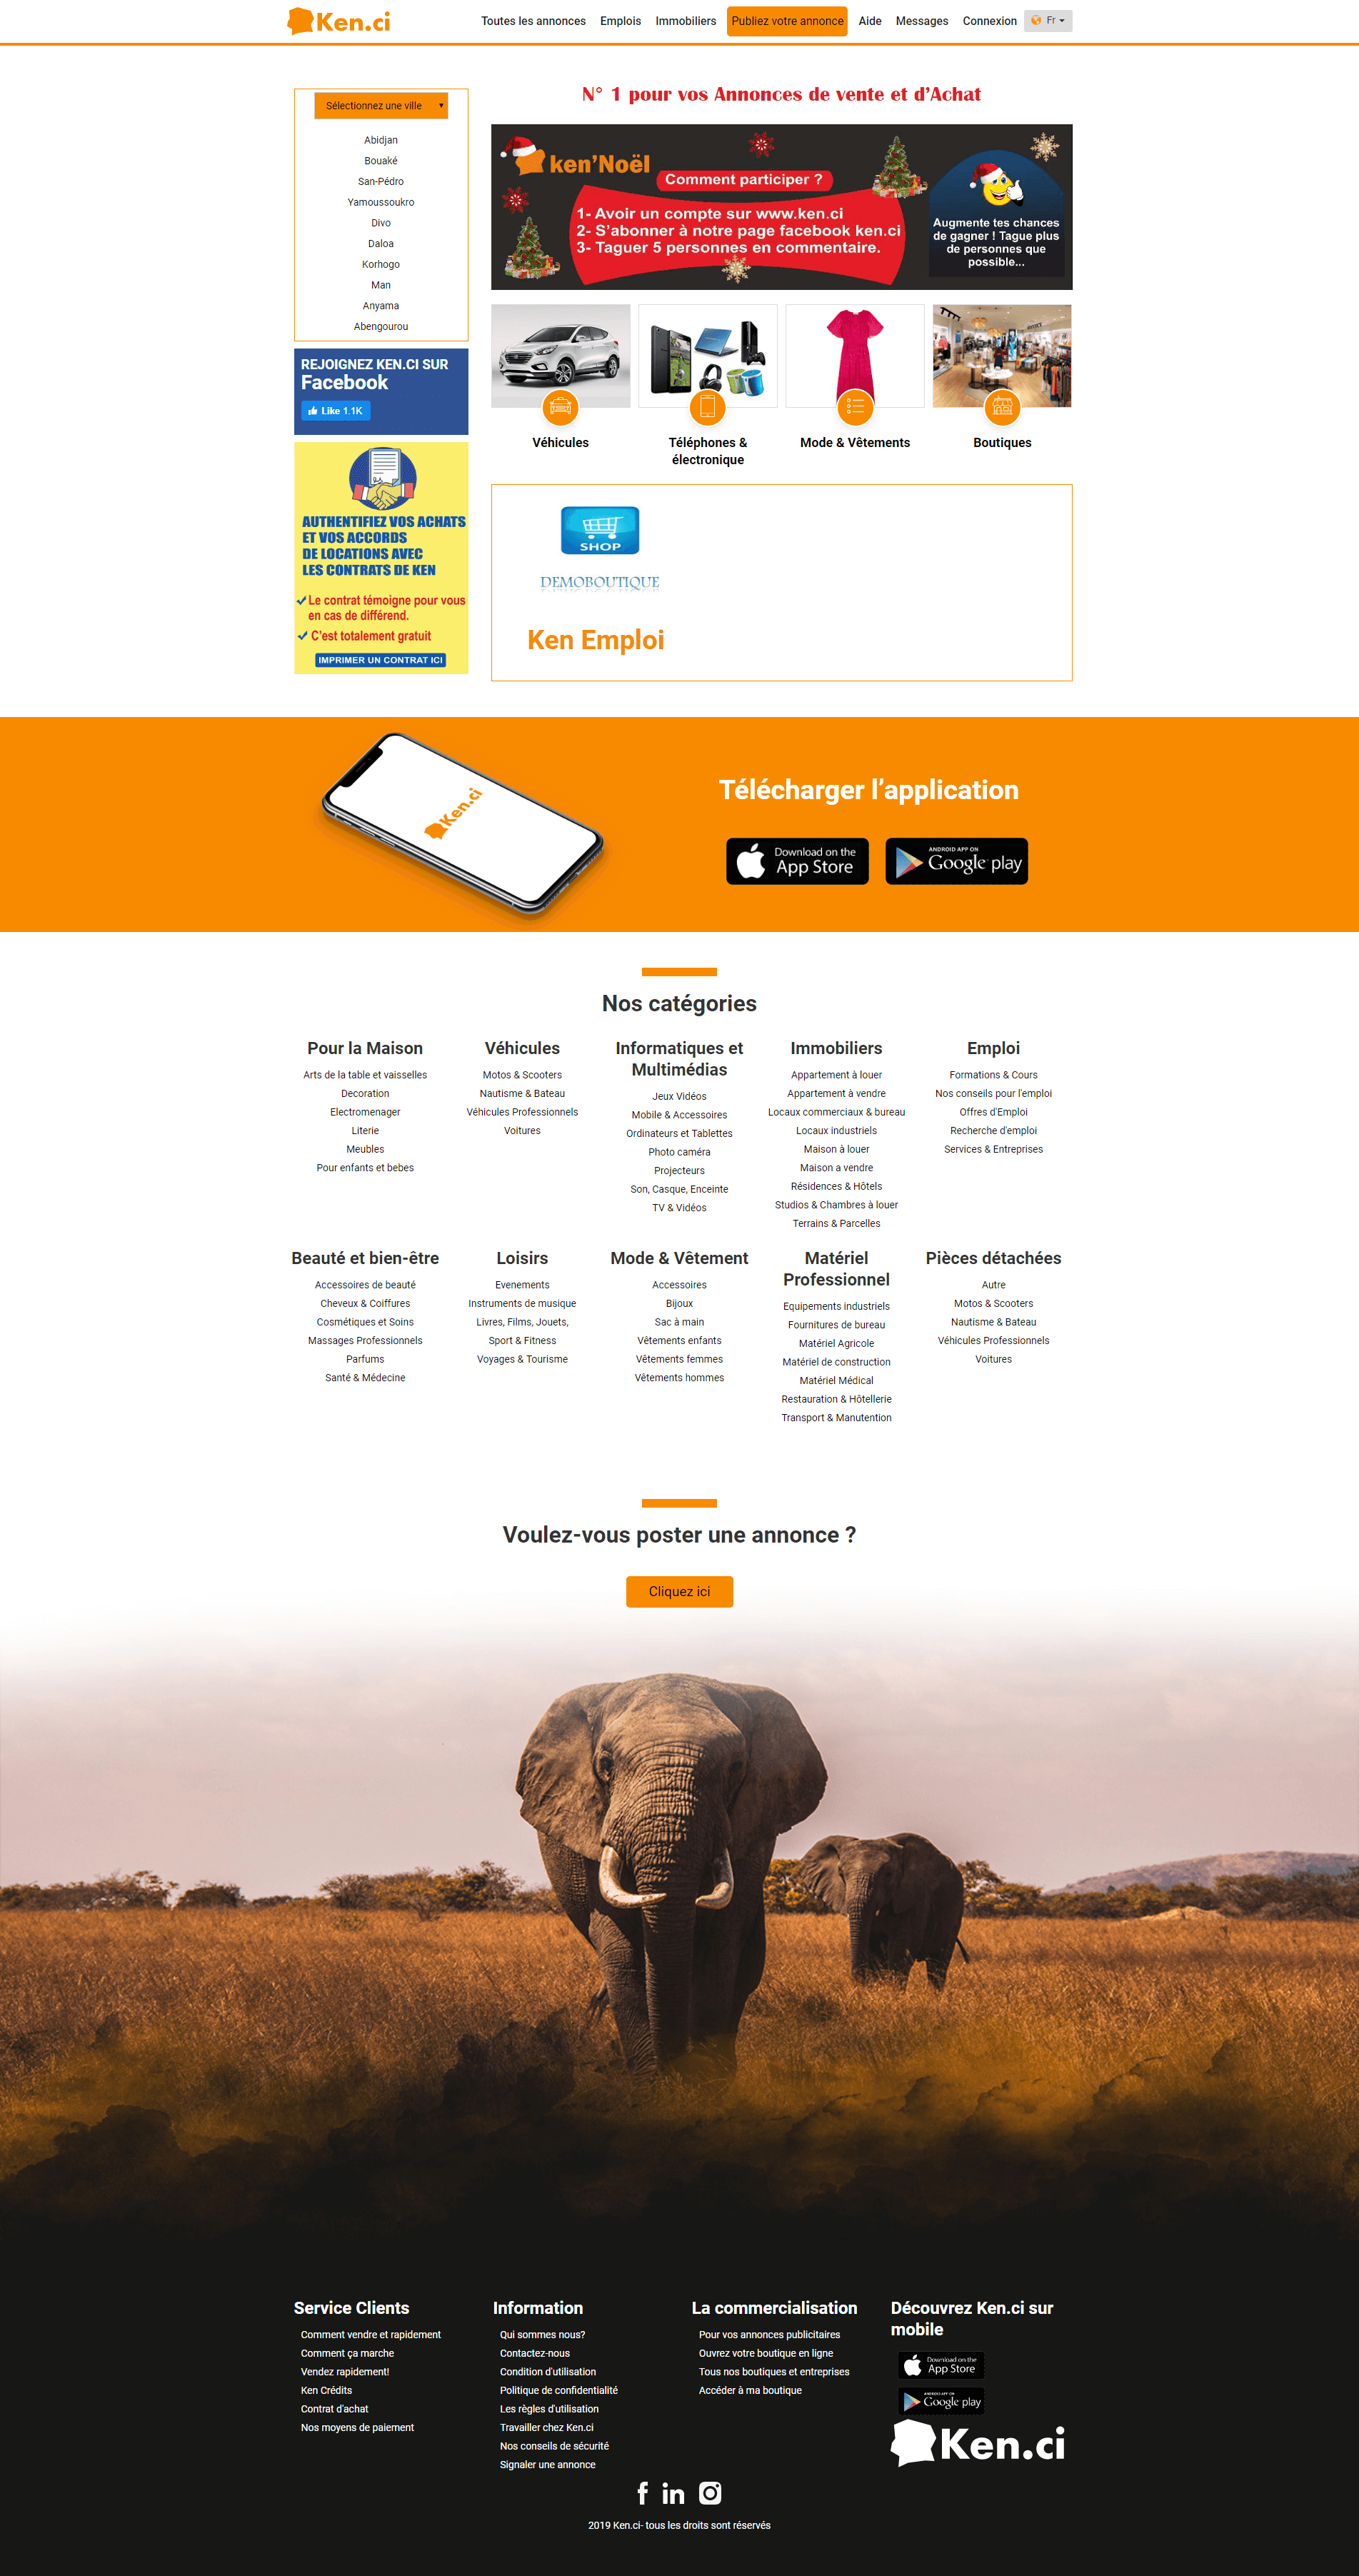 Ken.ci
Toutes les annonces
Emplois
Immobiliers
Publiez votre annonce
Aide
Messages
Connexion
Fr
Sélectionnez une ville
Abidjan
Bouaké
San-Pédro
Yamoussoukro
Divo
Daloa
Korhogo
Man
Anyama
Abengourou
REJOIGNEZ KEN.CI SUR
Facebook
Like 1.1K
AUTHENTIFIEZ VOS ACHATS
ET VOS ACCORDS
DE LOCATIONS AVEC
LES CONTRATS DE KEN
Le contrat témoigne pour vous
en cas de différend.
C'est totalement gratuit
IMPRIMER UN CONTRAT ICI
N° 1 pour vos Annonces de vente et d'Achat
ken'Noël
Comment participer ?
1- Avoir un compte sur www.ken.ci
2- S'abonner à notre page facebook ken.ci
3- Taguer 5 personnes en commentaire.
Augmente tes chances
de gagner ! Tague plus
de personnes que
possible...
Véhicules
Téléphones &
électronique
Mode & Vêtements
Boutiques
SHOP
DEMOBOUTIQUE
Ken Emploi
Ken.ci
Télécharger l'application
Download on the
App Store
ANDROID APP ON
Google play
Nos catégories
Pour la Maison
Arts de la table et vaisselles
Decoration
Electromenager
Literie
Meubles
Pour enfants et bebes
Véhicules
Motos & Scooters
Nautisme & Bateau
Véhicules Professionnels
Voitures
Informatiques et
Multimédias
Jeux Vidéos
Mobile & Accessoires
Ordinateurs et Tablettes
Photo caméra
Projecteurs
Son, Casque, Enceinte
TV & Vidéos
Immobiliers
Appartement à louer
Appartement à vendre
Locaux commerciaux & bureau
Locaux industriels
Maison à louer
Maison a vendre
Résidences & Hôtels
Studios & Chambres à louer
Terrains & Parcelles
Emploi
Formations & Cours
Nos conseils pour l'emploi
Offres d'Emploi
Recherche d'emploi
Services & Entreprises
Beauté et bien-être
Accessoires de beauté
Cheveux & Coiffures
Cosmétiques et Soins
Massages Professionnels
Parfums
Santé & Médecine
Loisirs
Evenements
Instruments de musique
Livres, Films, Jouets,
Sport & Fitness
Voyages & Tourisme
Mode & Vêtement
Accessoires
Bijoux
Sac à main
Vêtements enfants
Vêtements femmes
Vêtements hommes
Matériel
Professionnel
Equipements industriels
Fournitures de bureau
Matériel Agricole
Matériel de construction
Matériel Médical
Restauration & Hôtellerie
Transport & Manutention
Pièces détachées
Autre
Motos & Scooters
Nautisme & Bateau
Véhicules Professionnels
Voitures
Voulez-vous poster une annonce ?
Cliquez ici
Service Clients
Comment vendre et rapidement
Comment ça marche
Vendez rapidement!
Ken Crédits
Contrat d'achat
Nos moyens de paiement
Information
Qui sommes nous?
Contactez-nous
Condition d'utilisation
Politique de confidentialité
Les règles d'utilisation
Travailler chez Ken.ci
Nos conseils de sécurité
Signaler une annonce
La commercialisation
Pour vos annonces publicitaires
Ouvrez votre boutique en ligne
Tous nos boutiques et entreprises
Accéder à ma boutique
Découvrez Ken.ci sur
mobile
Download on the
App Store
ANDROID APP ON
Google play
Ken.ci
2019 Ken.ci- tous les droits sont réservés